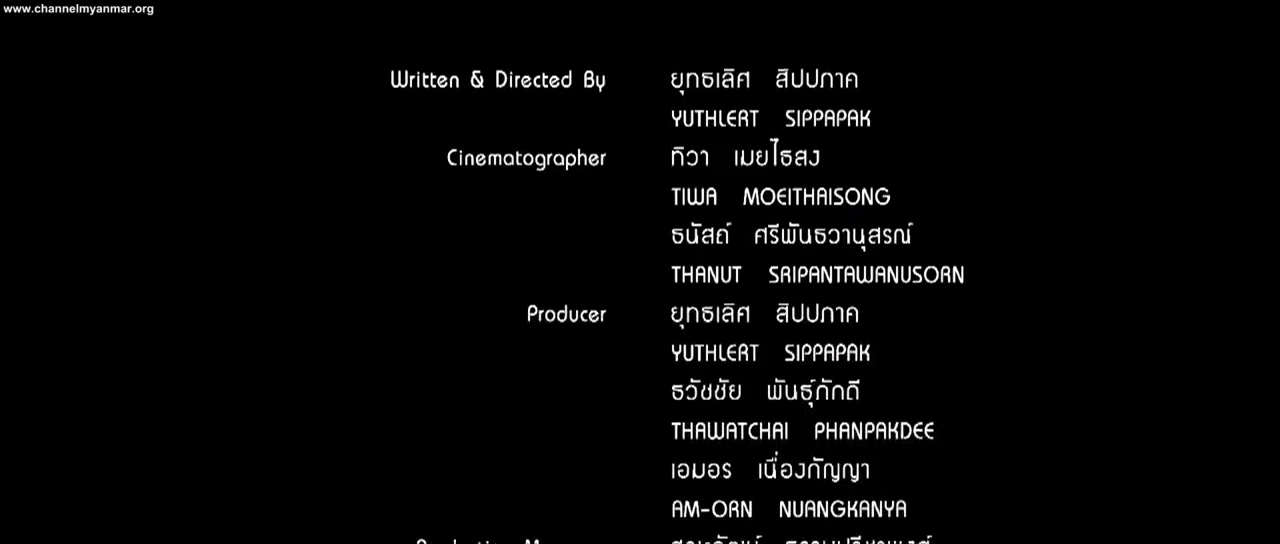 www.channelmyanmar.org
Written & Directed By ยุทธเลิศ สิปปภาค
YUTHLERT SIPPAPAK
Cinematographer ทิวา เมยไธสง
TIWA MOEITHAISONG
ธนัสถ์ ศรีพันธวานุสรณ์
THANUT SRIPANTAWANUSORN
Producer ยุทธเลิศ สิปปภาค
YUTHLERT SIPPAPAK
ธวัชชัย พันธุ์ภักดี
THAWATCHAI PHANPAKDEE
เอมอร เนื่องกัญญา
AM-ORN NUANGKANYA